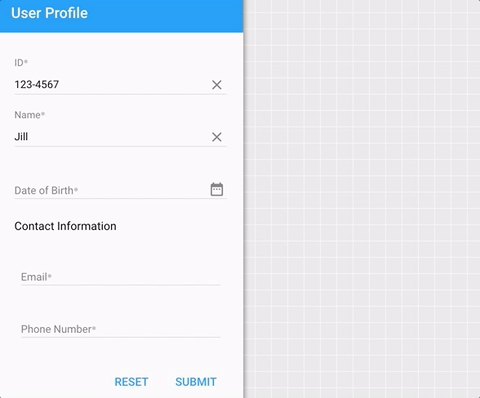 User Profile
ID*
123-4567
Name*
Jill
Date of Birth*
Contact Information
Email*
Phone Number*
RESET SUBMIT